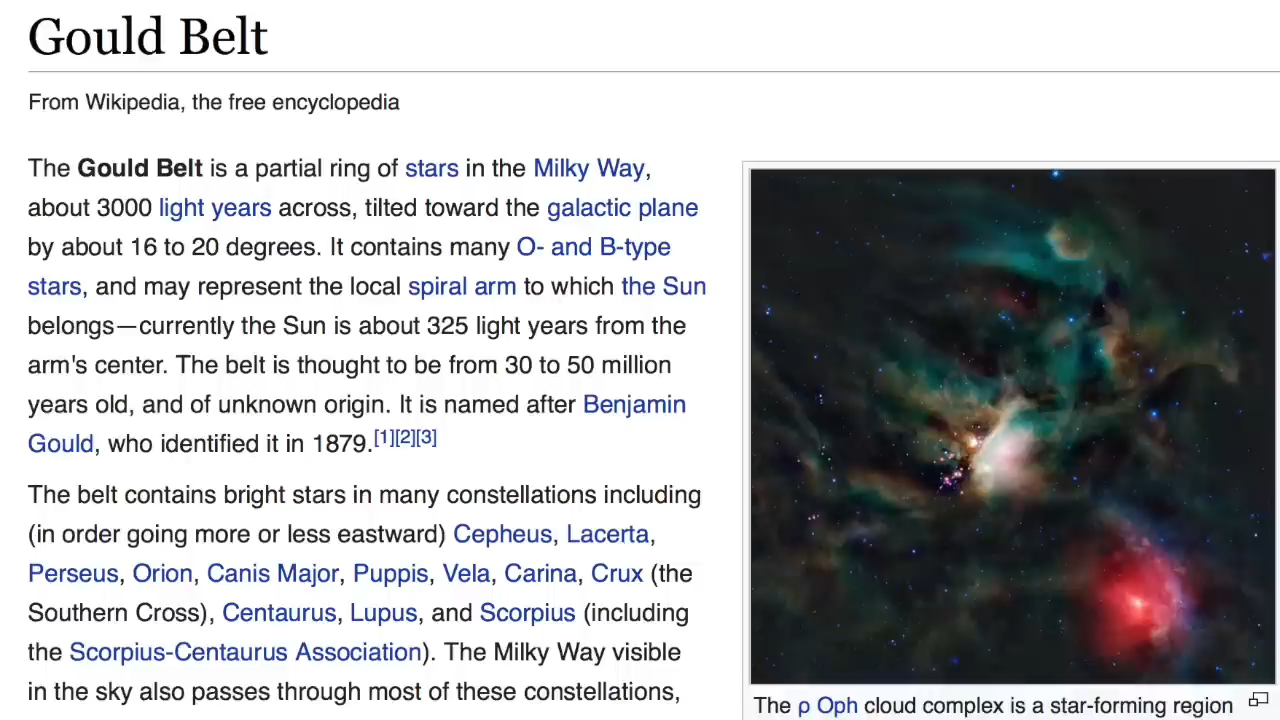 Gould Belt
From Wikipedia, the free encyclopedia
The Gould Belt is a partial ring of stars in the Milky Way,
about 3000 light years across, tilted toward the galactic plane
by about 16 to 20 degrees. It contains many O- and B-type
stars, and may represent the local spiral arm to which the Sun
belongs—currently the Sun is about 325 light years from the
arm's center. The belt is thought to be from 30 to 50 million
years old, and of unknown origin. It is named after Benjamin
Gould, who identified it in 1879.[1][2][3]
The belt contains bright stars in many constellations including
(in order going more or less eastward) Cepheus, Lacerta,
Perseus, Orion, Canis Major, Puppis, Vela, Carina, Crux (the
Southern Cross), Centaurus, Lupus, and Scorpius (including
the Scorpius-Centaurus Association). The Milky Way visible
in the sky also passes through most of these constellations,
The ρ Oph cloud complex is a star-forming region